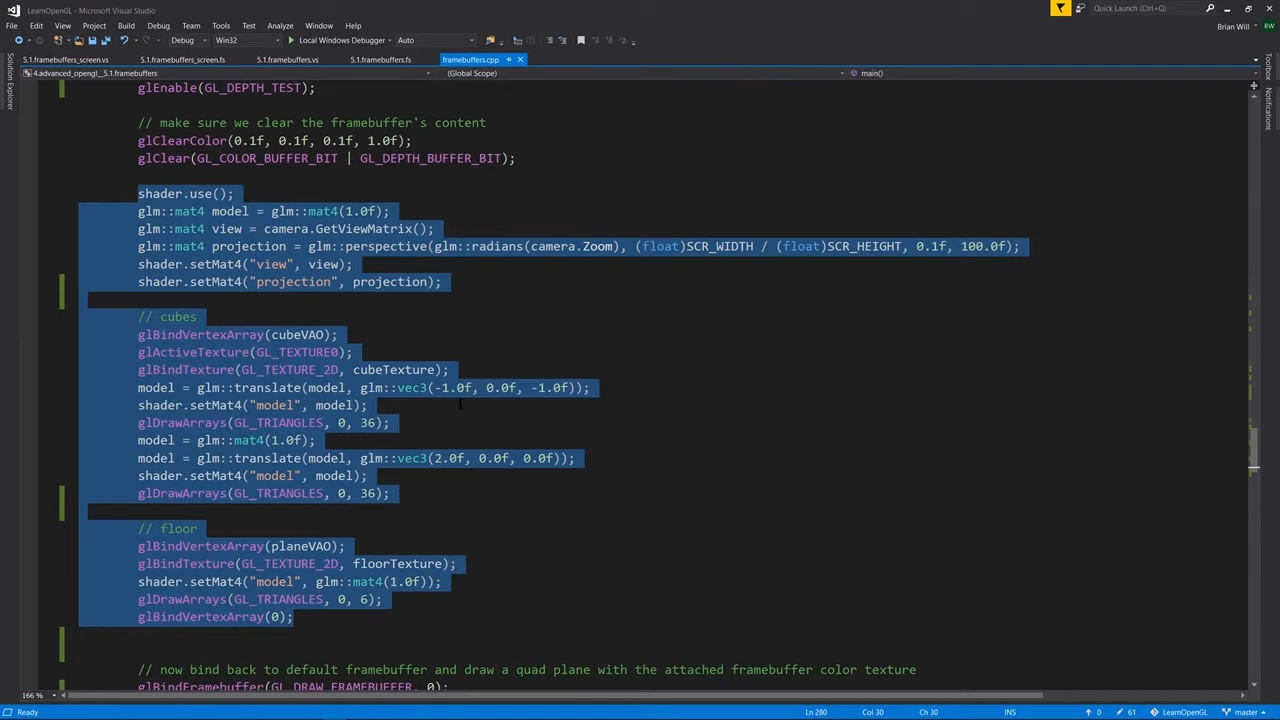 LearnOpenGL - Microsoft Visual Studio
Quick Launch (Ctrl+Q)
File Edit View Project Build Debug Team Tools Test Analyze Window Help
Brian Will
BW
Debug Win32 Local Windows Debugger Auto
5.1.framebuffers_screen.vs 5.1.framebuffers_screen.fs 5.1.framebuffers.vs 5.1.framebuffers.fs framebuffers.cpp
4.advanced_opengl__5.1.framebuffers (Global Scope) main()
Solution Explorer
Toolbox
Notifications
glEnable(GL_DEPTH_TEST);
// make sure we clear the framebuffer's content
glClearColor(0.1f, 0.1f, 0.1f, 1.0f);
glClear(GL_COLOR_BUFFER_BIT | GL_DEPTH_BUFFER_BIT);
shader.use();
glm::mat4 model = glm::mat4(1.0f);
glm::mat4 view = camera.GetViewMatrix();
glm::mat4 projection = glm::perspective(glm::radians(camera.Zoom), (float)SCR_WIDTH / (float)SCR_HEIGHT, 0.1f, 100.0f);
shader.setMat4("view", view);
shader.setMat4("projection", projection);
// cubes
glBindVertexArray(cubeVAO);
glActiveTexture(GL_TEXTURE0);
glBindTexture(GL_TEXTURE_2D, cubeTexture);
model = glm::translate(model, glm::vec3(-1.0f, 0.0f, -1.0f));
shader.setMat4("model", model);
glDrawArrays(GL_TRIANGLES, 0, 36);
model = glm::mat4(1.0f);
model = glm::translate(model, glm::vec3(2.0f, 0.0f, 0.0f));
shader.setMat4("model", model);
glDrawArrays(GL_TRIANGLES, 0, 36);
// floor
glBindVertexArray(planeVAO);
glBindTexture(GL_TEXTURE_2D, floorTexture);
shader.setMat4("model", glm::mat4(1.0f));
glDrawArrays(GL_TRIANGLES, 0, 6);
glBindVertexArray(0);
// now bind back to default framebuffer and draw a quad plane with the attached framebuffer color texture
glBindFramebuffer(GL_DRAW_FRAMEBUFFER, 0);
166 %
Ready Ln 280 Col 30 Ch 30 INS 0 61 LearnOpenGL master